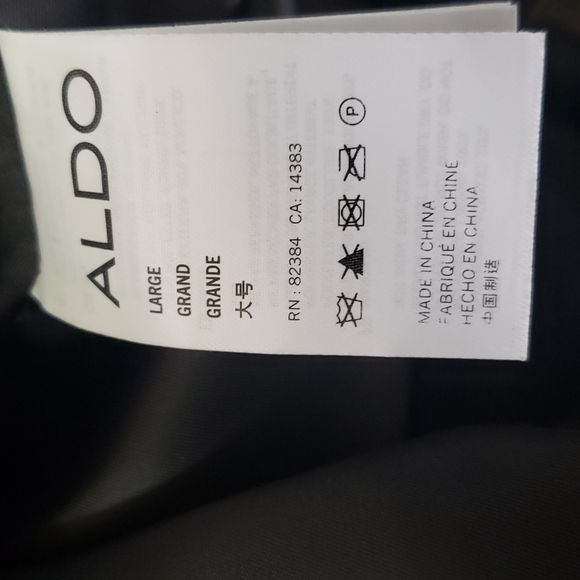 ALDO
LARGE
GRAND
GRANDE
大号
RN : 82384 CA: 14383
P
MADE IN CHINA
FABRIQUÉ EN CHINE
HECHO EN CHINA
中国制造